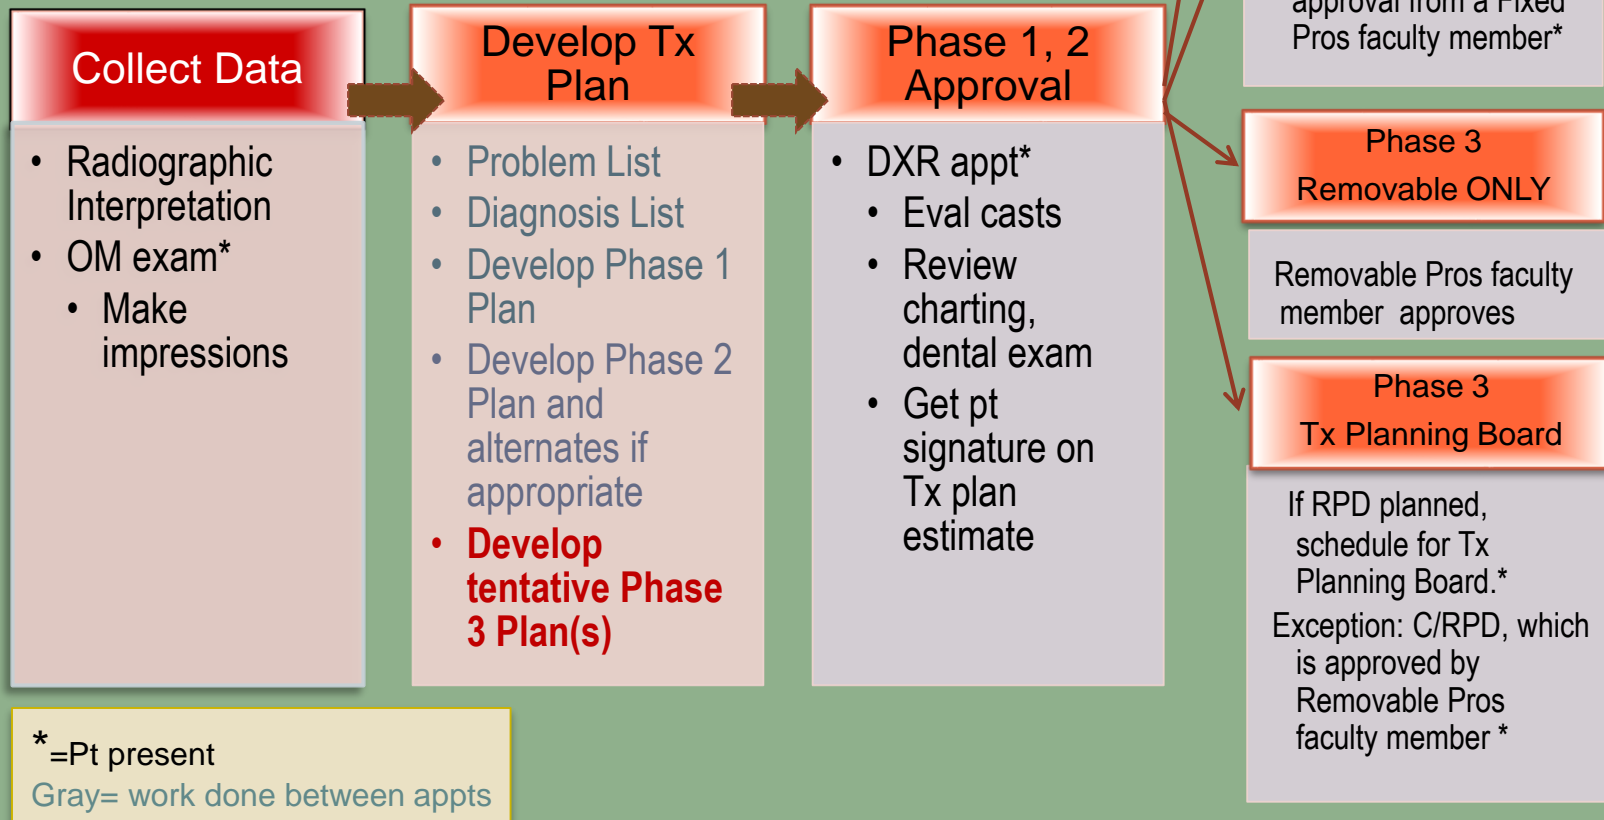 Collect Data
• Radiographic
Interpretation
• OM exam*
• Make
impressions
Develop Tx
Plan
• Problem List
• Diagnosis List
• Develop Phase 1
Plan
• Develop Phase 2
Plan and
alternates if
appropriate
• Develop
tentative Phase
3 Plan(s)
Phase 1, 2
Approval
• DXR appt*
• Eval casts
• Review
charting,
dental exam
• Get pt
signature on
Tx plan
estimate
approval from a Fixed
Pros faculty member*
Phase 3
Removable ONLY
Removable Pros faculty
member approves
Phase 3
Tx Planning Board
If RPD planned,
schedule for Tx
Planning Board.*
Exception: C/RPD, which
is approved by
Removable Pros
faculty member *
*=Pt present
Gray= work done between appts